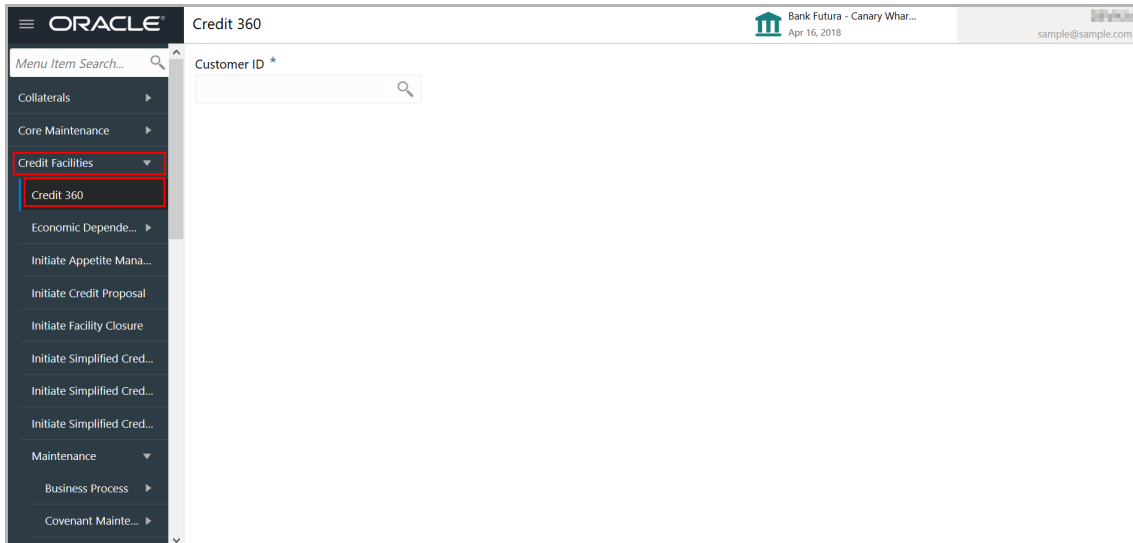 ORACLE®
Credit 360
Bank Futura - Canary Whar...
Apr 16, 2018
sample@sample.com
Menu Item Search...
Customer ID *
Collaterals
Core Maintenance
Credit Facilities
Credit 360
Economic Depende...
Initiate Appetite Mana...
Initiate Credit Proposal
Initiate Facility Closure
Initiate Simplified Cred...
Initiate Simplified Cred...
Initiate Simplified Cred...
Maintenance
Business Process
Covenant Mainte...